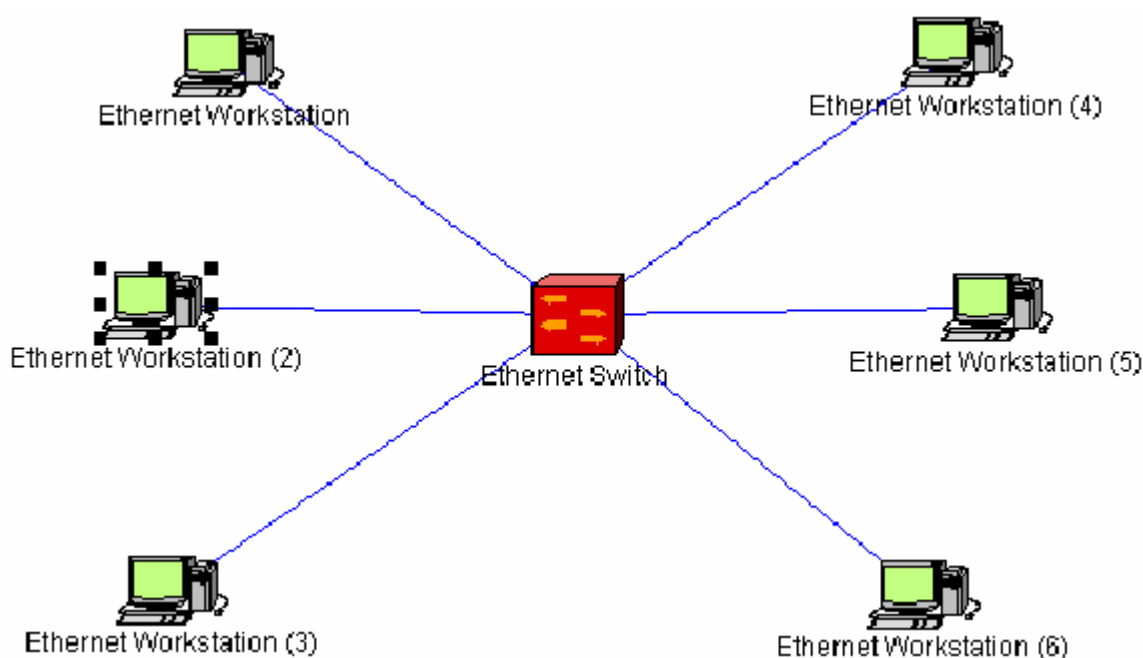 Ethernet Workstation
Ethernet Workstation (4)
Ethernet Workstation (2)
Ethernet Switch
Ethernet Workstation (5)
Ethernet Workstation (3)
Ethernet Workstation (6)